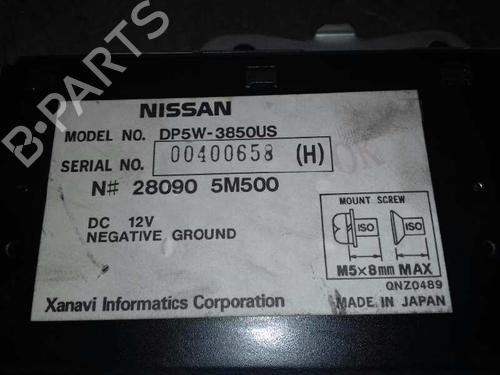 NISSAN
MODEL NO. DP5W-3850US
SERIAL NO. 00400658 (H)
N# 28090 5M500
DC 12V
NEGATIVE GROUND
MOUNT SCREW
ISO ISO
M5×8mm MAX
QNZ0489
Xanavi Informatics Corporation
MADE IN JAPAN
OK
B-PARTS